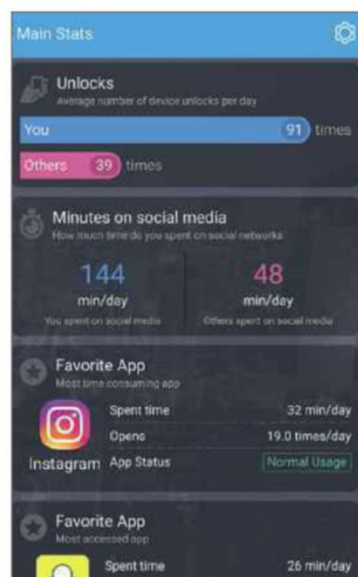 Main Stats
Unlocks
Average number of device unlocks per day
You 91 times
Others 39 times
Minutes on social media
How much time do you spent on social networks
144 48
min/day min/day
You spent on social media Others spent on social media
Favorite App
Most time consuming app
Spent time 32 min/day
Opens 19.0 times/day
Instagram App Status Normal Usage
Favorite App
Most accessed app
Spent time 26 min/day